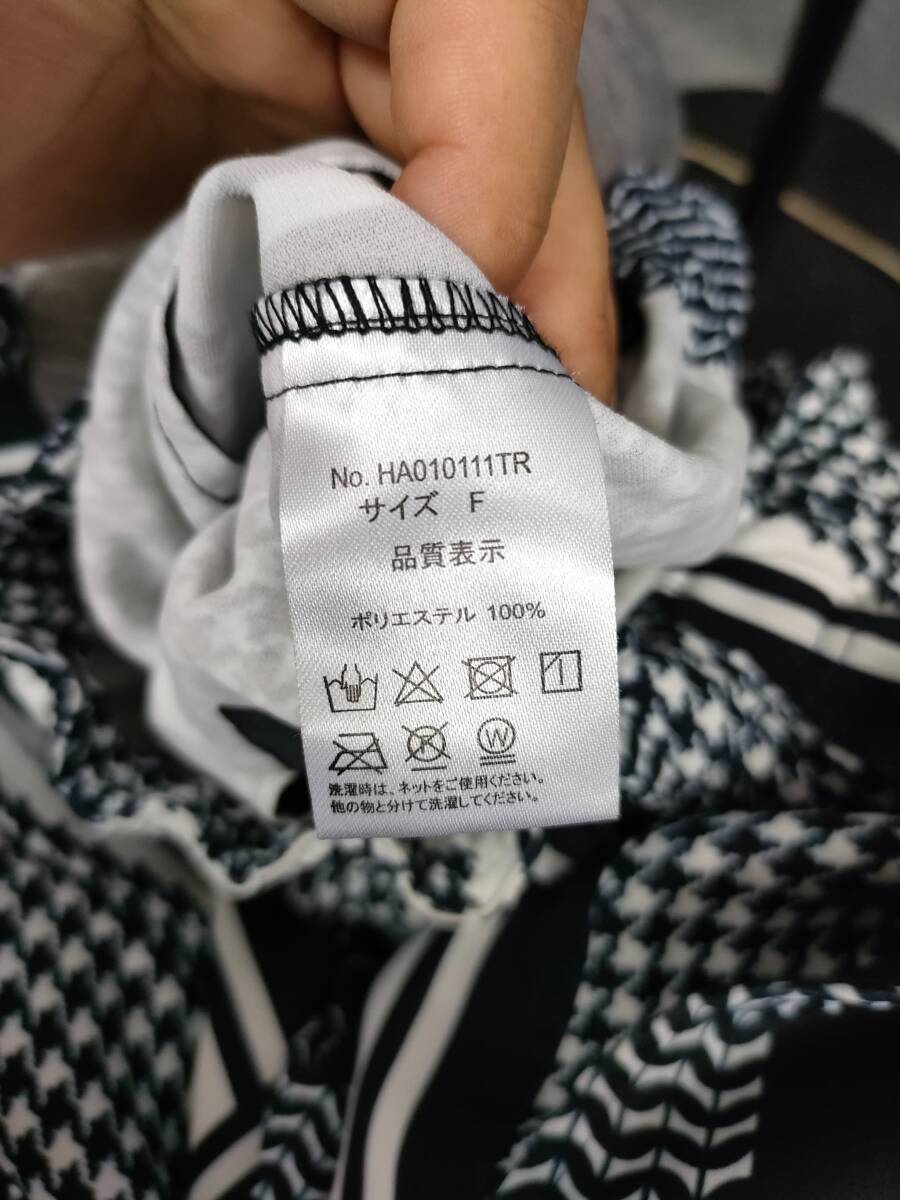 No. HA010111TR
サイズ F
品質表示
ポリエステル 100%
洗濯時は、ネットをご使用ください。
他の物と分けて洗濯してください。